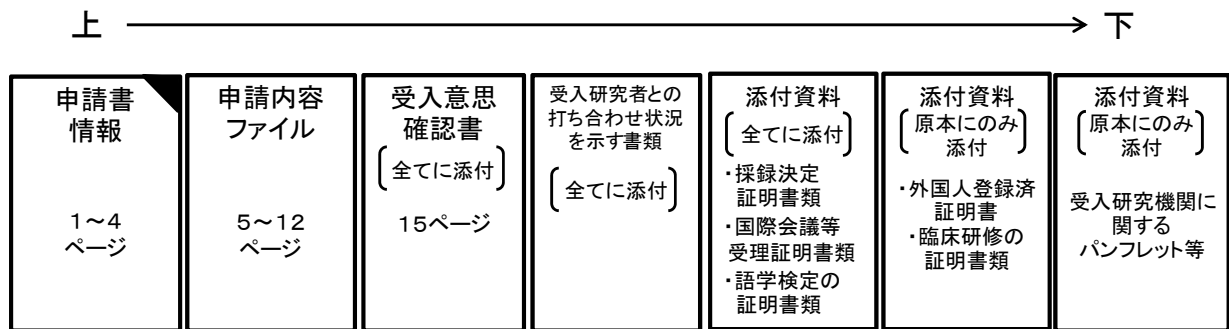 上
下
申請書
情報
1～4
ページ
申請内容
ファイル
5～12
ページ
受入意思
確認書
全てに添付
15ページ
受入研究者との
打ち合わせ状況
を示す書類
全てに添付
添付資料
全てに添付
・採録決定
証明書類
・国際会議等
受理証明書類
・語学検定の
証明書類
添付資料
原本にのみ
添付
・外国人登録済
証明書
・臨床研修の
証明書類
添付資料
原本にのみ
添付
受入研究機関に
関する
パンフレット等